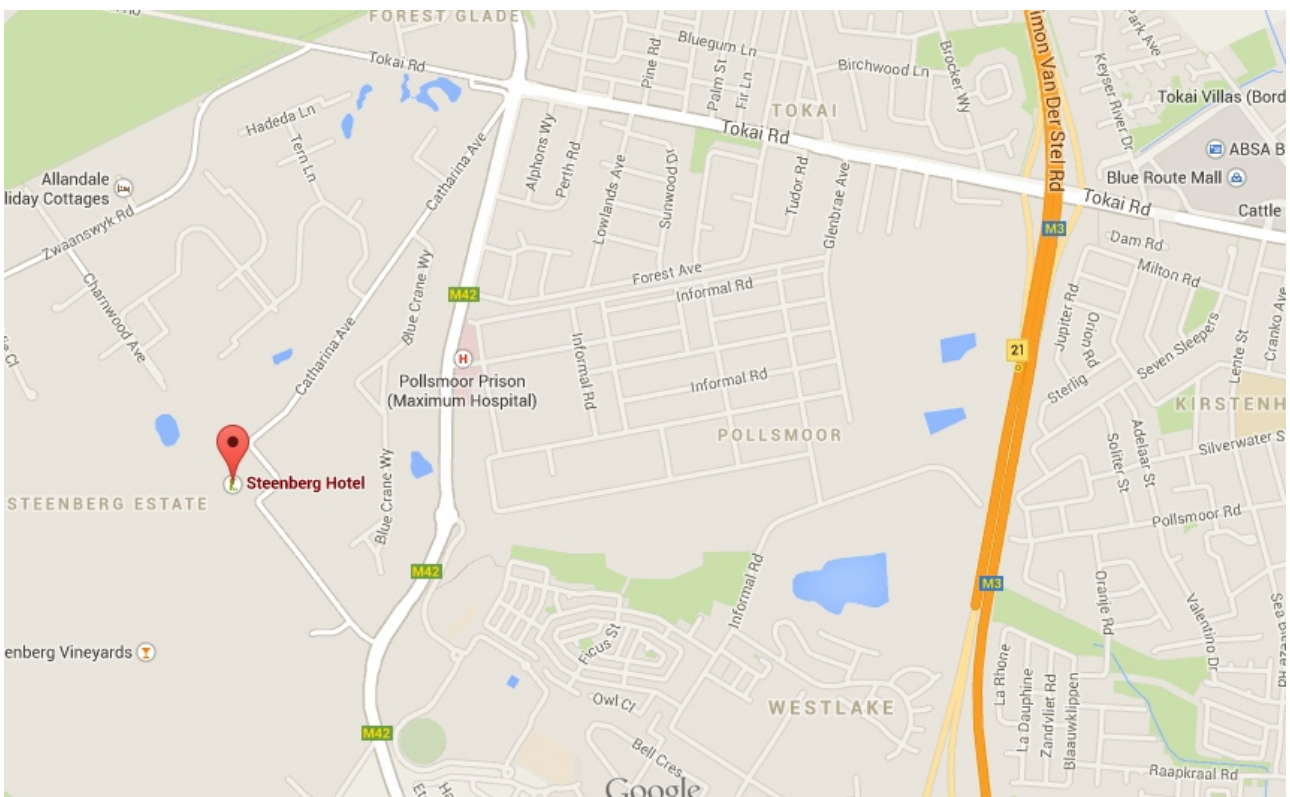 FOREST GLADE
Tokai Rd
Pine Rd
Bluegum Ln
Palm St
Fir Ln
Birchwood Ln
Brocker Wy
imon Van Der Stel Rd
Park Ave
Keyser River Dr
Tokai Villas (Bord
TOKAI
Tokai Rd
ABSA B
Blue Route Mall
Tokai Rd
Cattle
Hadeda Ln
Tern Ln
Catharina Ave
Alphons Wy
Perth Rd
Lowlands Ave
Sunwood Dr
Tudor Rd
Glenbrae Ave
Allandale
liday Cottages
Zwaanswyk Rd
Charnwood Ave
M3
Dam Rd
Milton Rd
Forest Ave
Informal Rd
M42
Blue Crane Wy
Catharina Ave
Informal Rd
Informal Rd
H
Pollsmoor Prison
(Maximum Hospital)
21
Jupiter Rd
Orion Rd
Seven Sleepers
Lente St
Cranko Ave
Sterlig
KIRSTENH
POLLSMOOR
Adelaar St
Soliter St
Silverwater S
Steenberg Hotel
STEENBERG ESTATE
Blue Crane Wy
Pollsmoor Rd
M42
M3
Informal Rd
Oranje Rd
Valentino Dr
Ficus St
enberg Vineyards
La Rhone
La Dauphine
Zandvliet Rd
Blaauwklippen
Owl Cl
WESTLAKE
M42
Bell Cres
Raapkraal Rd
Google